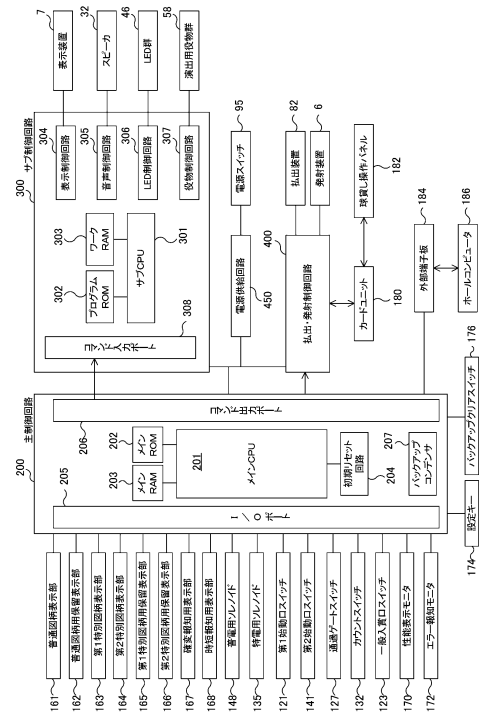 主制御回路
200
205
I／Oポート
206
コマンド出力ポート
203
メイン
RAM
202
メイン
ROM
201
メインCPU
初期リセット
回路
204
207
バックアップ
コンデンサ
161
普通図柄表示部
162
普通図柄用保留表示部
163
第1特別図柄表示部
164
第2特別図柄表示部
165
第1特別図柄用保留表示部
166
第2特別図柄用保留表示部
167
確変報知用表示部
168
時短報知用表示部
148
普電用ソレノイド
135
特電用ソレノイド
121
第1始動口スイッチ
141
第2始動口スイッチ
127
通過ゲートスイッチ
132
カウントスイッチ
123
一般入賞口スイッチ
170
性能表示モニタ
172
エラー報知モニタ
174
設定キー
176
バックアップクリアスイッチ
サブ制御回路
300
308
コマンド入力ポート
302
プログラム
ROM
303
ワーク
RAM
サブCPU
301
304
表示制御回路
305
音声制御回路
306
LED制御回路
307
役物制御回路
7
表示装置
32
スピーカ
46
LED群
58
演出用役物群
電源供給回路
450
電源スイッチ
95
400
払出・発射制御回路
払出装置
82
発射装置
6
カードユニット
180
球貸し操作パネル
182
外部端子板
184
ホールコンピュータ
186